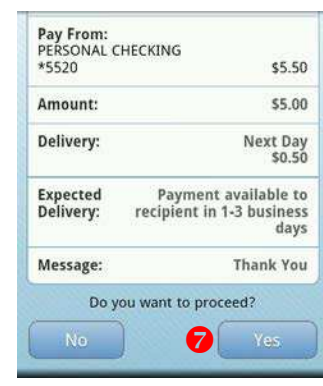 Pay From:
PERSONAL CHECKING
*5520 $5.50
Amount: $5.00
Delivery: Next Day
$0.50
Expected Payment available to
Delivery: recipient in 1-3 business
days
Message: Thank You
Do you want to proceed?
No 7 Yes